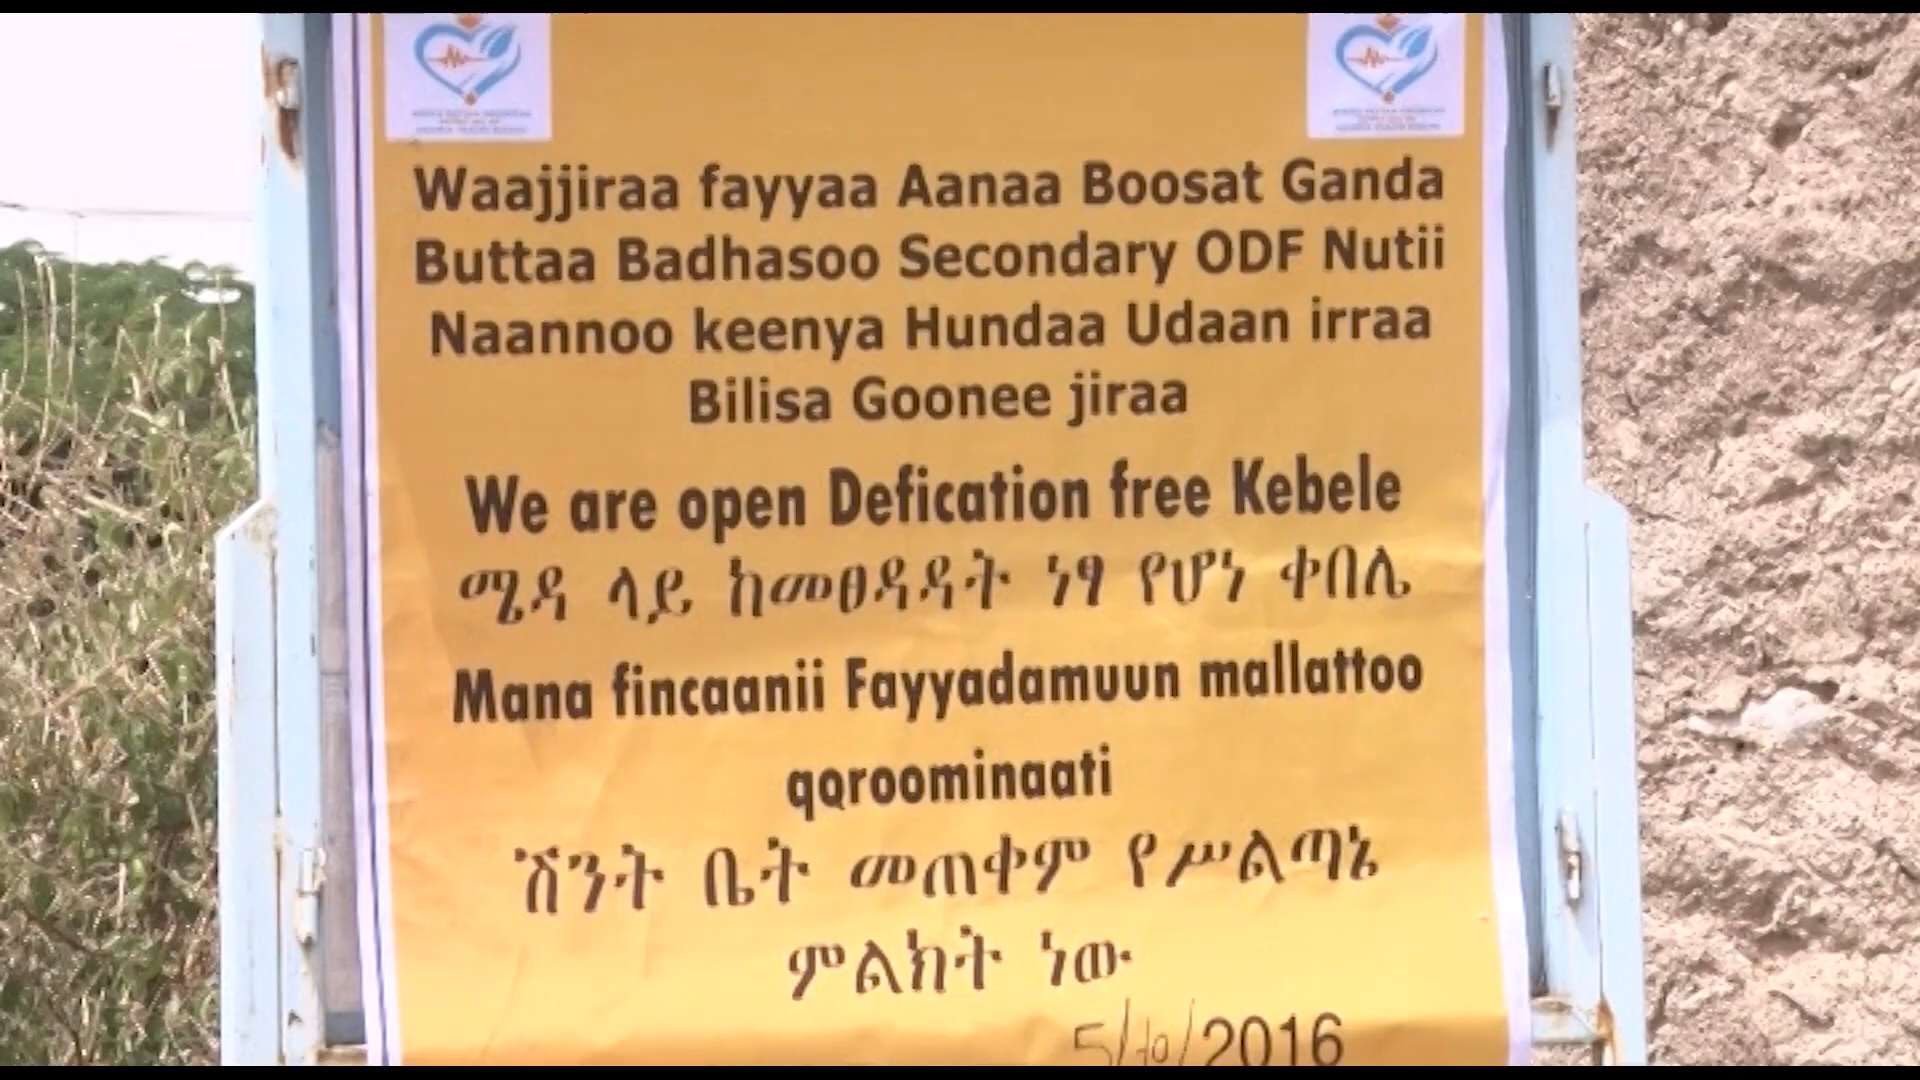 Waajjiraa fayyaa Aanaa Boosat Ganda
Buttaa Badhasoo Secondary ODF Nutii
Naannoo keenya Hundaa Udaan irraa
Bilisa Goonee jiraa
We are open Defication free Kebele
ሜዳ ላይ ከመፀዳዳት ነፃ የሆነ ቀበሌ
Mana fincaanii Fayyadamuun mallattoo
qqroominaati
ሽንት ቤት መጠቀም የሥልጣኔ
ምልክት ነው
5/10/2016